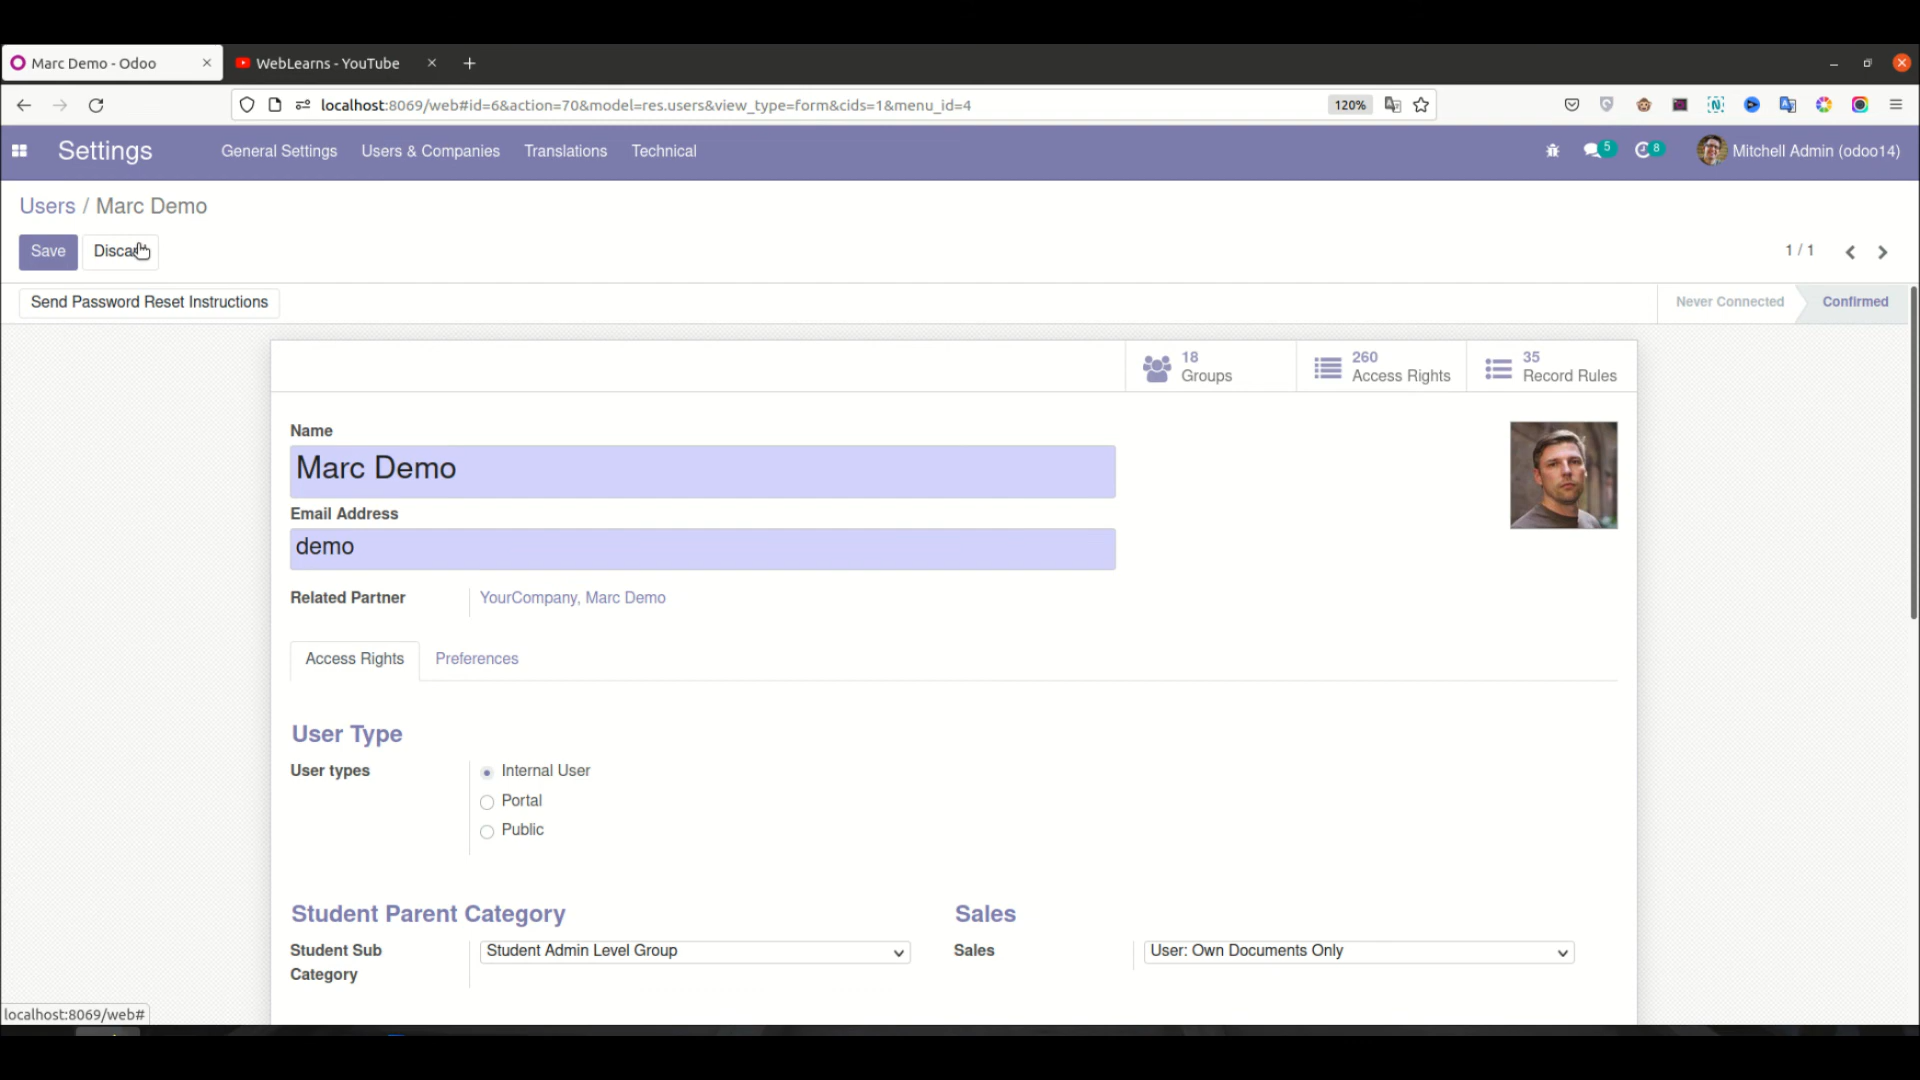 Marc Demo - Odoo
WebLearns - YouTube
localhost:8069/web#id=6&action=70&model=res.users&view_type=form&cids=1&menu_id=4
120%
Settings
General Settings
Users & Companies
Translations
Technical
5
8
Mitchell Admin (odoo14)
Users / Marc Demo
Save
1 / 1
Send Password Reset Instructions
Never Connected
Confirmed
18
Groups
260
Access Rights
35
Record Rules
Name
Marc Demo
Email Address
demo
Related Partner
YourCompany, Marc Demo
Access Rights
Preferences
User Type
User types
Internal User
Portal
Public
Student Parent Category
Sales
Student Sub
Category
Student Admin Level Group
Sales
User: Own Documents Only
localhost:8069/web#